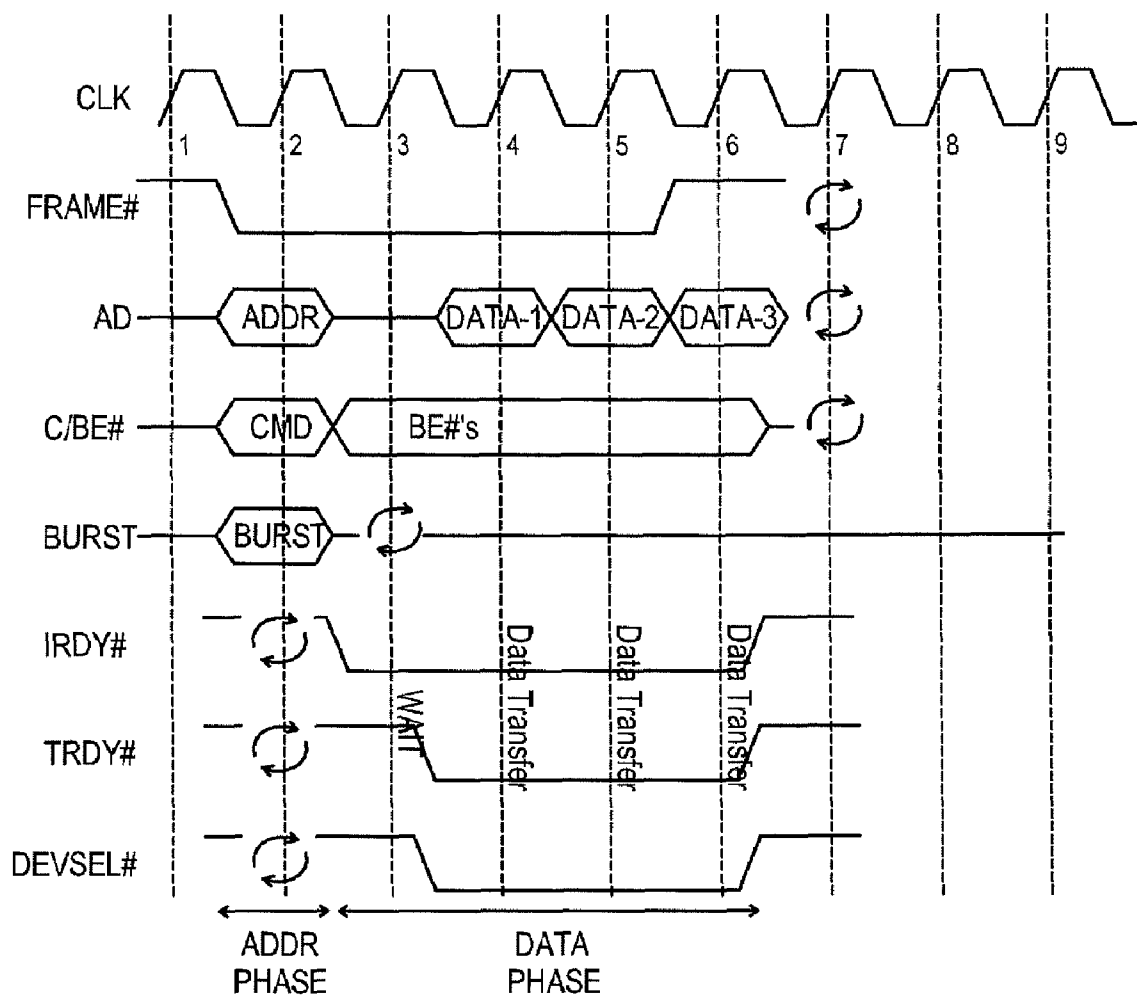 CLK
1 2 3 4 5 6 7 8 9
FRAME#
AD ADDR DATA-1 DATA-2 DATA-3
C/BE# CMD BE#'s
BURST BURST
IRDY#
TRDY#
WAIT
Data Transfer
Data Transfer
Data Transfer
DEVSEL#
ADDR
PHASE
DATA
PHASE